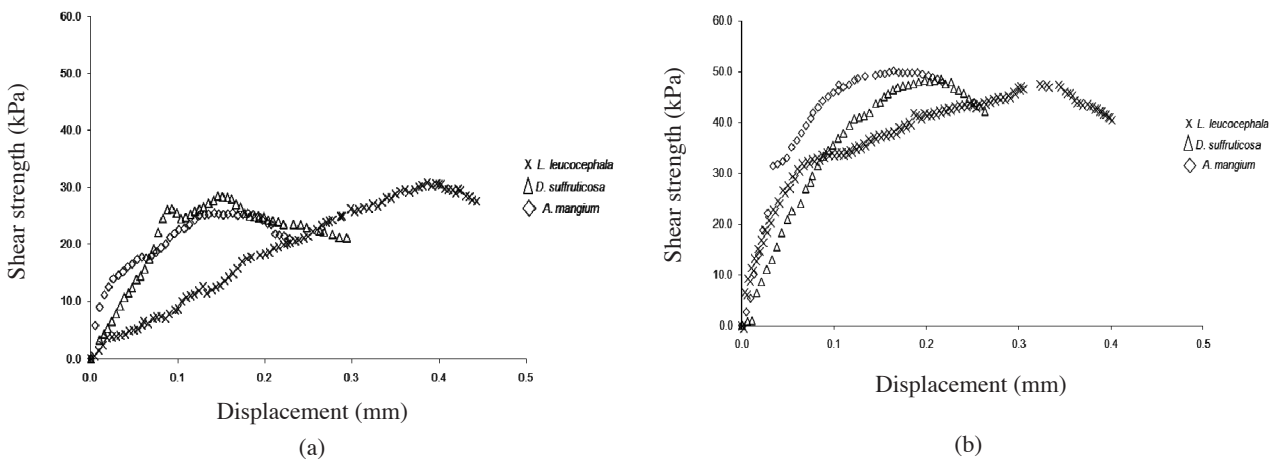 60.0
50.0
40.0
30.0
20.0
10.0
0.0
0.0 0.1 0.2 0.3 0.4 0.5
Shear strength (kPa)
Displacement (mm)
L. leucocephala
D. suffruticosa
A. mangium
(a)
60.0
50.0
40.0
30.0
20.0
10.0
0.0
0.0 0.1 0.2 0.3 0.4 0.5
Shear strength (kPa)
Displacement (mm)
L. leucocephala
D. suffruticosa
A. mangium
(b)